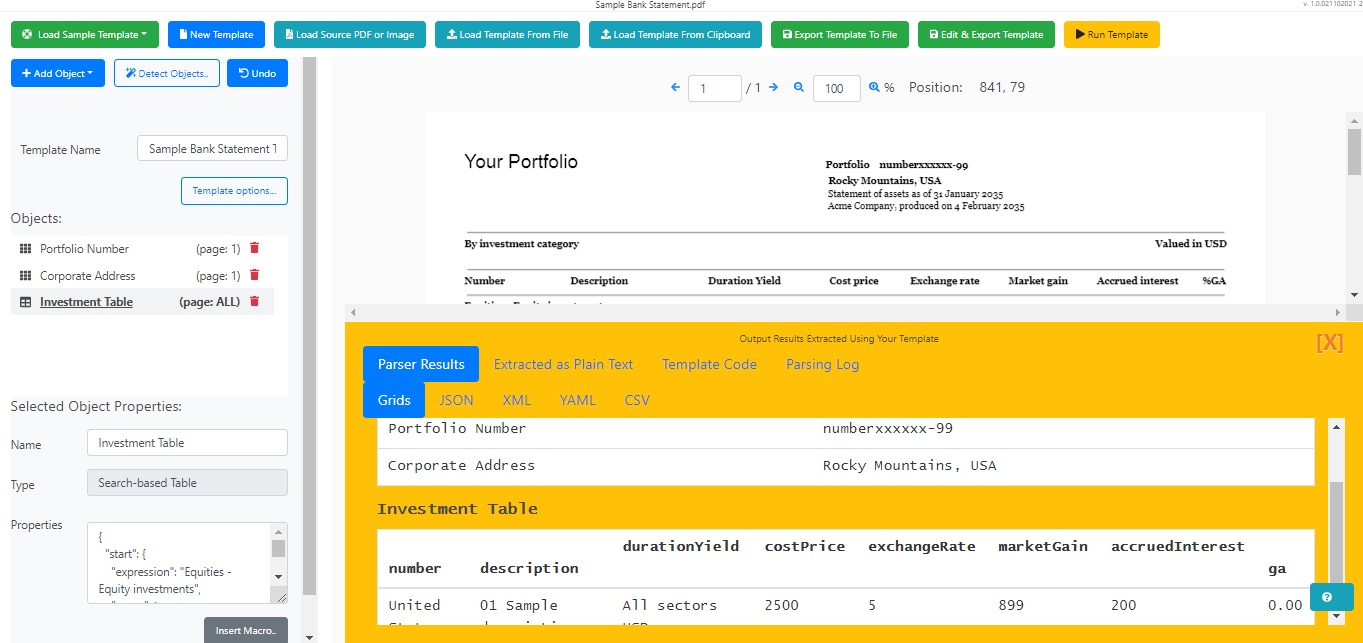 Sample Bank Statement.pdf
v. 1.0.021102021-2
Load Sample Template
New Template
Load Source PDF or Image
Load Template From File
Load Template From Clipboard
Export Template To File
Edit & Export Template
Run Template
Add Object
Detect Objects..
Undo
1 / 1
100 %
Position: 841, 79
Template Name
Sample Bank Statement T
Template options...
Objects:
Portfolio Number (page: 1)
Corporate Address (page: 1)
Investment Table (page: ALL)
Selected Object Properties:
Name
Investment Table
Type
Search-based Table
Properties
{
"start": {
"expression": "Equities -
Equity investments",
Insert Macro..
Your Portfolio
Portfolio numberxxxxxx-99
Rocky Mountains, USA
Statement of assets as of 31 January 2035
Acme Company, produced on 4 February 2035
By investment category Valued in USD
Number Description Duration Yield Cost price Exchange rate Market gain Accrued interest %GA
Output Results Extracted Using Your Template
[X]
Parser Results Extracted as Plain Text Template Code Parsing Log
Grids JSON XML YAML CSV
Portfolio Number numberxxxxxx-99
Corporate Address Rocky Mountains, USA
Investment Table
number description durationYield costPrice exchangeRate marketGain accruedInterest ga
United 01 Sample All sectors 2500 5 899 200 0.00
?